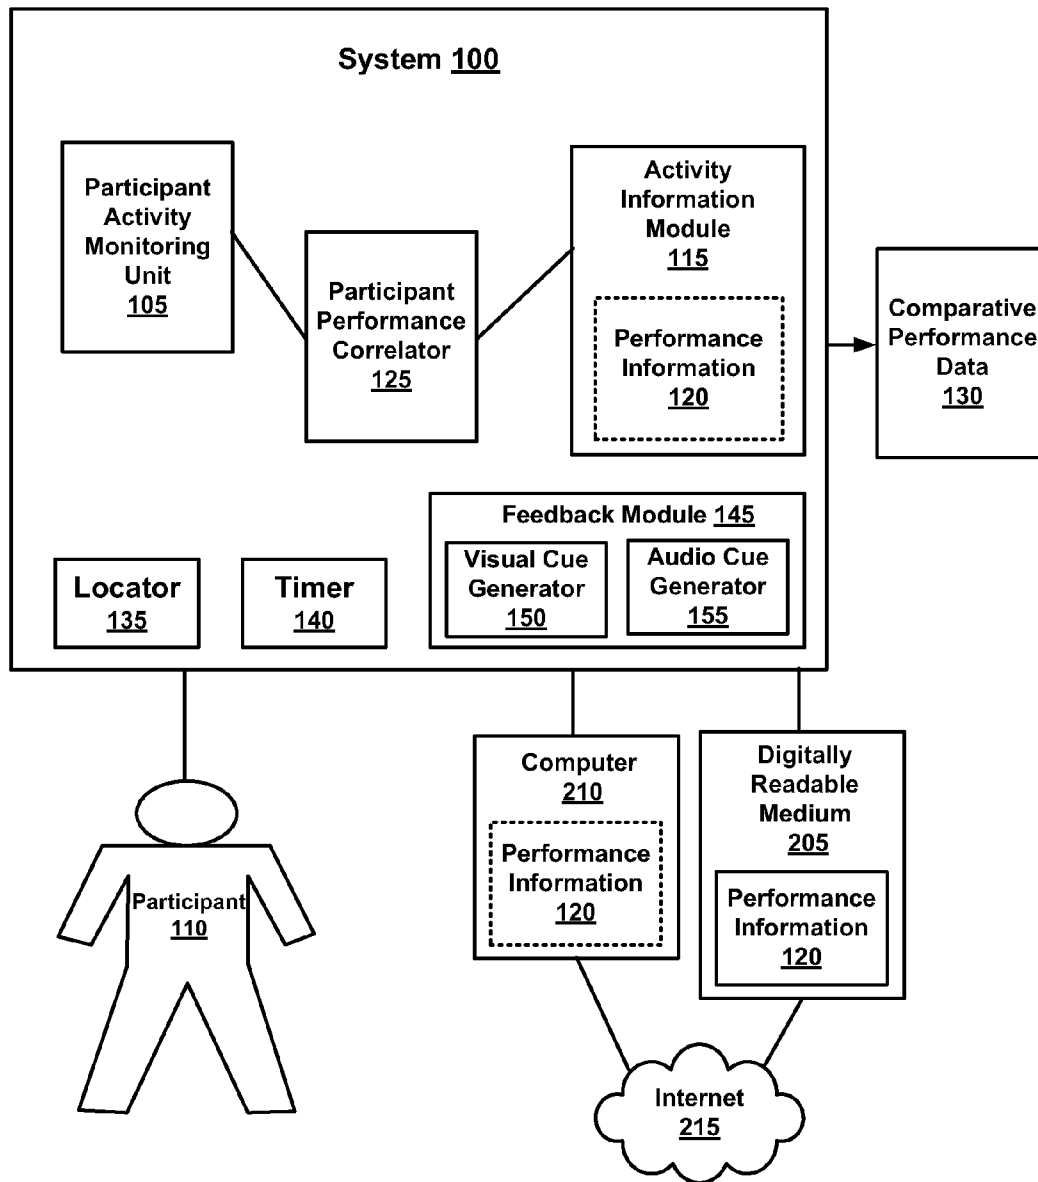 System 100
Participant
Activity
Monitoring
Unit
105
Participant
Performance
Correlator
125
Activity
Information
Module
115
Performance
Information
120
Comparative
Performance
Data
130
Locator
135
Timer
140
Feedback Module 145
Visual Cue
Generator
150
Audio Cue
Generator
155
Participant
110
Computer
210
Performance
Information
120
Digitally
Readable
Medium
205
Performance
Information
120
Internet
215